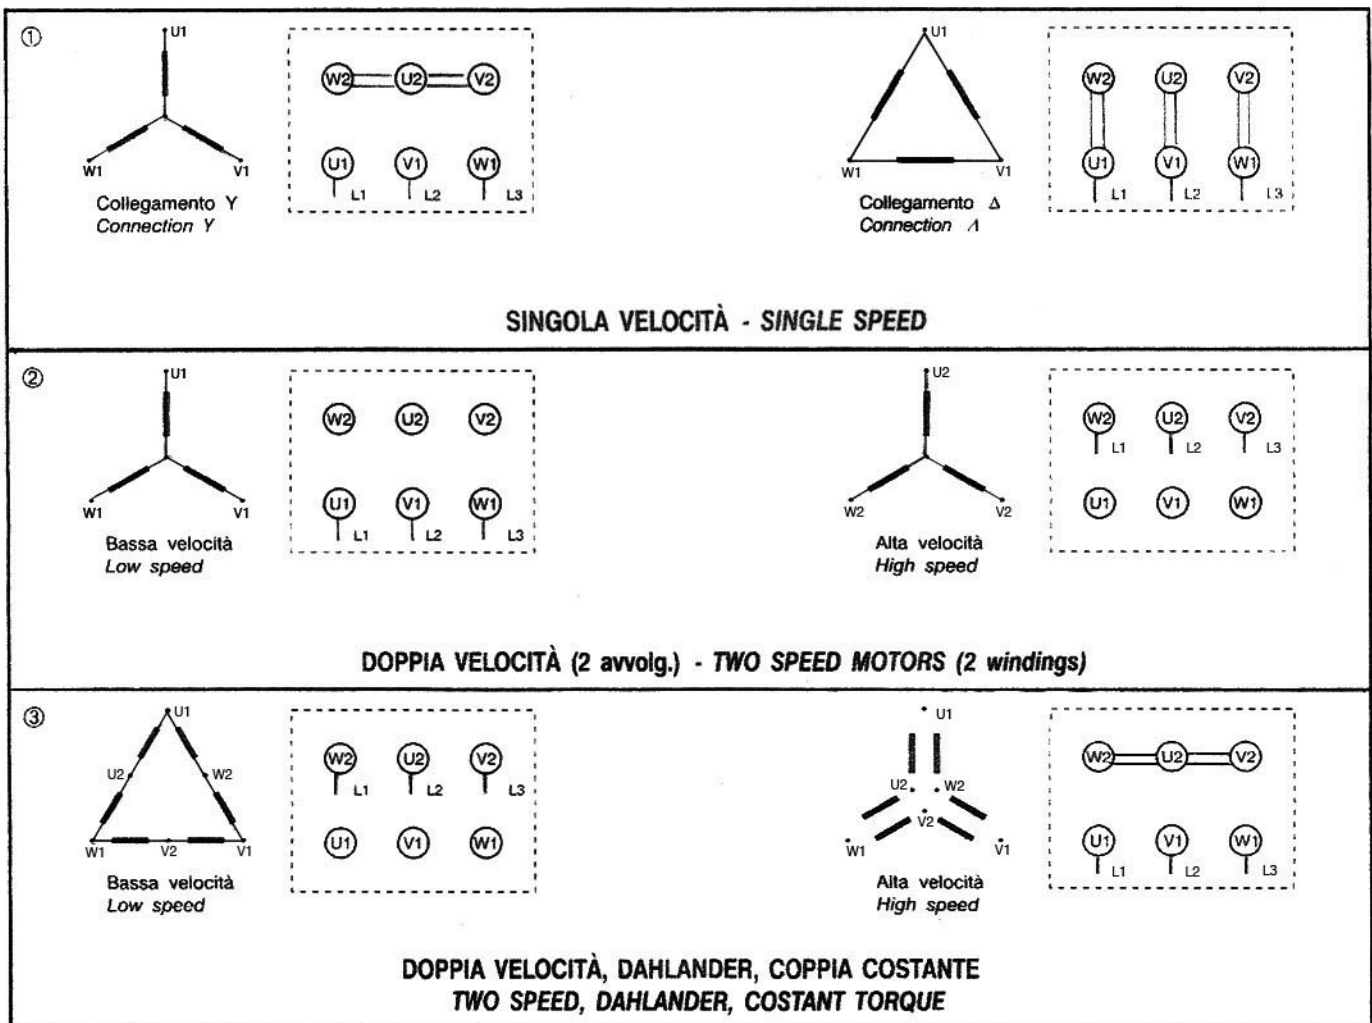 ①
U1
W1 V1
Collegamento Y
Connection Y
W2 U2 V2
U1 V1 W1
L1 L2 L3
U1
W1 V1
Collegamento Δ
Connection Λ
W2 U2 V2
U1 V1 W1
L1 L2 L3
SINGOLA VELOCITÀ - SINGLE SPEED
②
U1
W1 V1
Bassa velocità
Low speed
W2 U2 V2
U1 V1 W1
L1 L2 L3
U2
W2 V2
Alta velocità
High speed
W2 U2 V2
L1 L2 L3
U1 V1 W1
DOPPIA VELOCITÀ (2 avvolg.) - TWO SPEED MOTORS (2 windings)
③
U1
U2 W2
W1 V2 V1
Bassa velocità
Low speed
W2 U2 V2
L1 L2 L3
U1 V1 W1
U1
U2 W2
V2
W1 V1
Alta velocità
High speed
W2 U2 V2
U1 V1 W1
L1 L2 L3
DOPPIA VELOCITÀ, DAHLANDER, COPPIA COSTANTE
TWO SPEED, DAHLANDER, COSTANT TORQUE